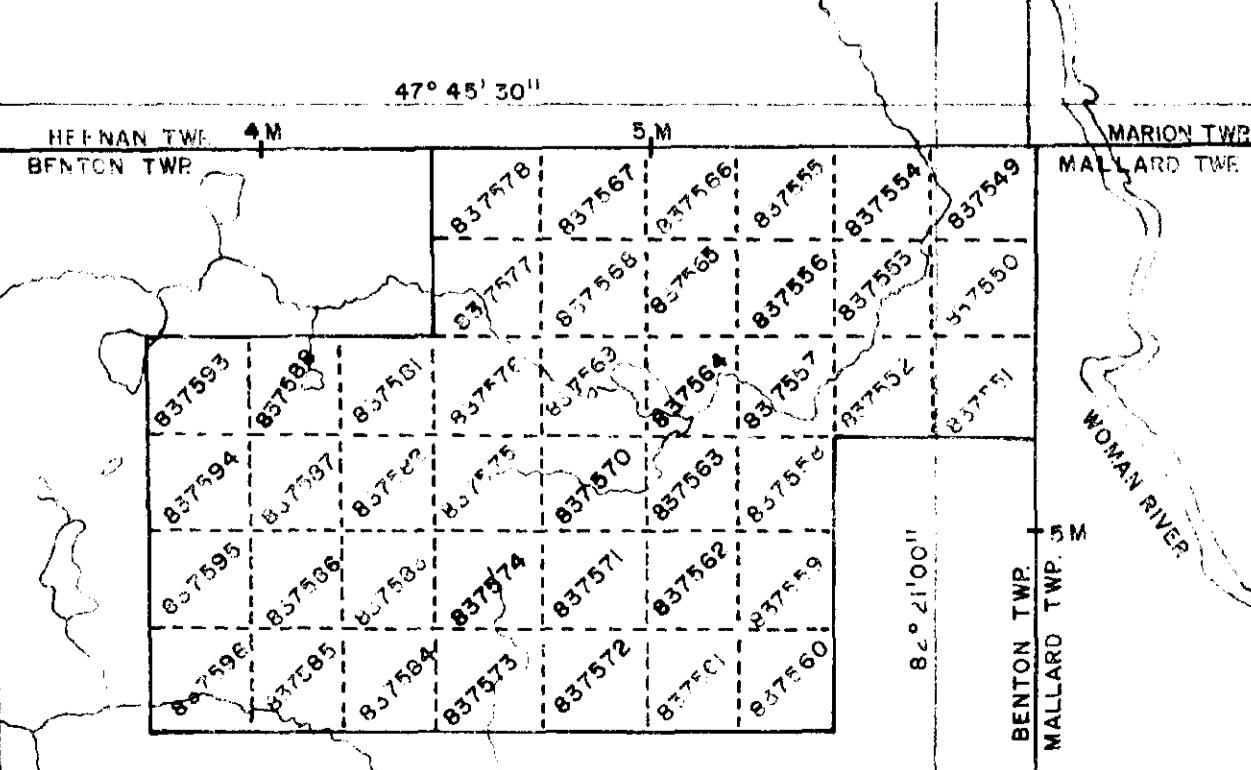 47° 45' 30"
HEENAN TWP. 4 M 5 M MARION TWP.
BENTON TWP. MALLARD TWP.
837578 837567 837566 837555 837554 837549
837577 837568 837565 837556 837553 837550
837593 837588 837581 837576 837569 837564 837557 837552 837551
837594 837587 837582 837575 837570 837563 837558
837595 837586 837583 837574 837571 837562 837559
837596 837585 837584 837573 837572 837561 837560
WOMAN RIVER
5 M
82° 21' 00"
BENTON TWP.
MALLARD TWP.